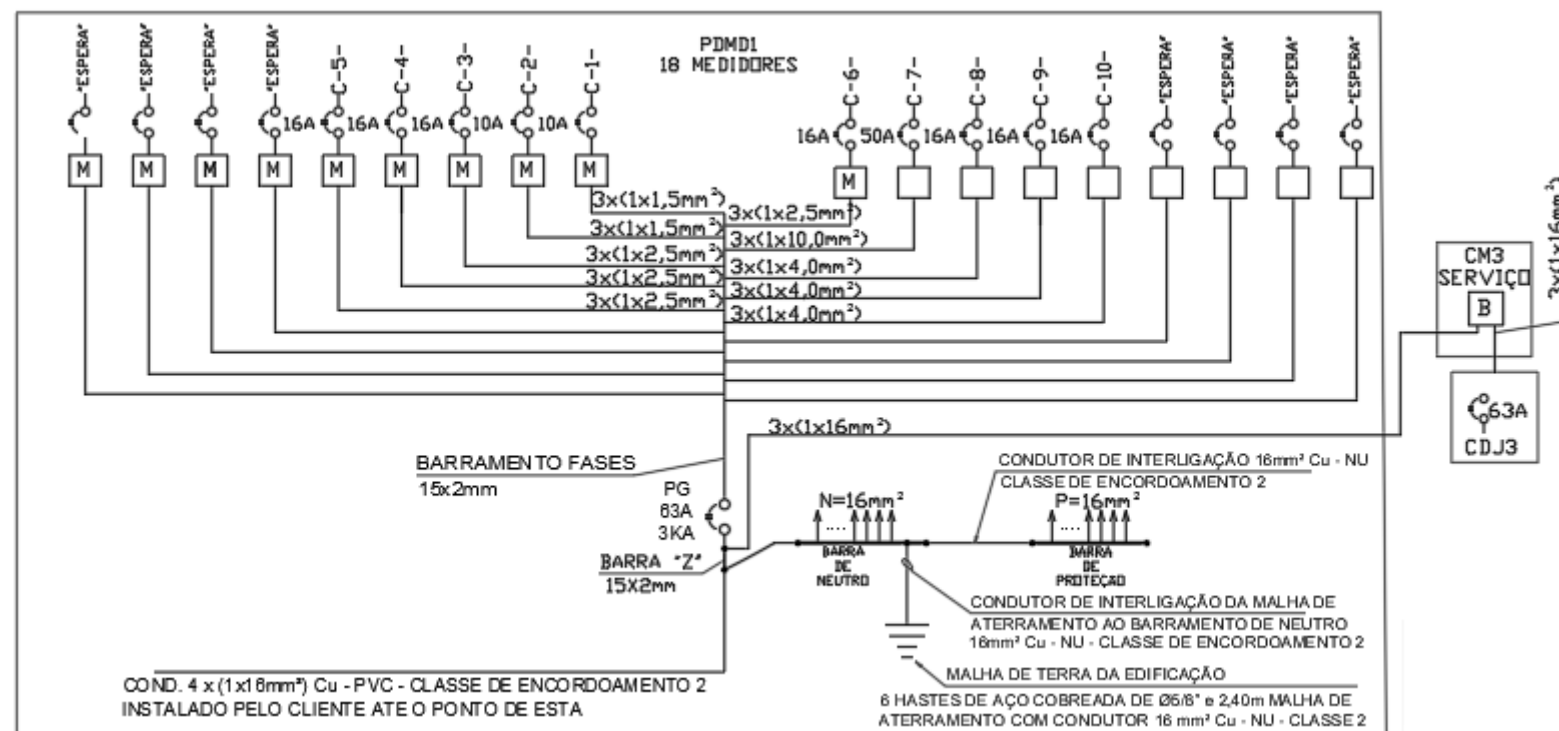 "ESPERA"
"ESPERA"
"ESPERA"
"ESPERA"
C-5-
C-4-
C-3-
C-2-
C-1-
PDMD1
18 MEDIDORES
C-6-
C-7-
C-8-
C-9-
C-10-
"ESPERA"
"ESPERA"
"ESPERA"
"ESPERA"
16A
16A
16A
10A
10A
16A
50A
16A
16A
16A
M
M
M
M
M
M
M
M
M
M
3x(1x1,5mm²)
3x(1x1,5mm²)
3x(1x2,5mm²)
3x(1x2,5mm²)
3x(1x2,5mm²)
3x(1x2,5mm²)
3x(1x10,0mm²)
3x(1x4,0mm²)
3x(1x4,0mm²)
3x(1x4,0mm²)
3x(1x16mm²)
CM3
SERVIÇO
B
63A
CDJ3
3x(1x16mm²)
BARRAMENTO FASES
15x2mm
PG
63A
3KA
BARRA "Z"
15X2mm
N=16mm²
....
BARRA
DE
NEUTRO
CONDUTOR DE INTERLIGAÇÃO 16mm² Cu - NU
CLASSE DE ENCORDOAMENTO 2
P=16mm²
....
BARRA
DE
PROTEÇÃO
CONDUTOR DE INTERLIGAÇÃO DA MALHA DE
ATERRAMENTO AO BARRAMENTO DE NEUTRO
16mm² Cu - NU - CLASSE DE ENCORDOAMENTO 2
MALHA DE TERRA DA EDIFICAÇÃO
6 HASTES DE AÇO COBREADA DE Ø5/8" e 2,40m MALHA DE
ATERRAMENTO COM CONDUTOR 16 mm² Cu - NU - CLASSE 2
COND. 4 x (1x16mm²) Cu - PVC - CLASSE DE ENCORDOAMENTO 2
INSTALADO PELO CLIENTE ATE O PONTO DE ESTA